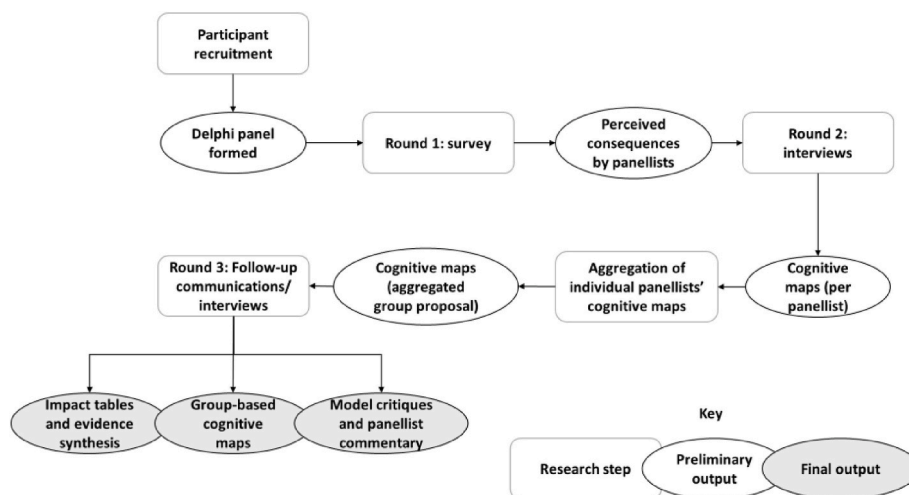 Participant
recruitment
Delphi panel
formed
Round 1: survey
Perceived
consequences
by panellists
Round 2:
interviews
Round 3: Follow-up
communications/
interviews
Cognitive maps
(aggregated
group proposal)
Aggregation of
individual panellists'
cognitive maps
Cognitive
maps (per
panellist)
Impact tables
and evidence
synthesis
Group-based
cognitive
maps
Model critiques
and panellist
commentary
Key
Research step
Preliminary
output
Final output